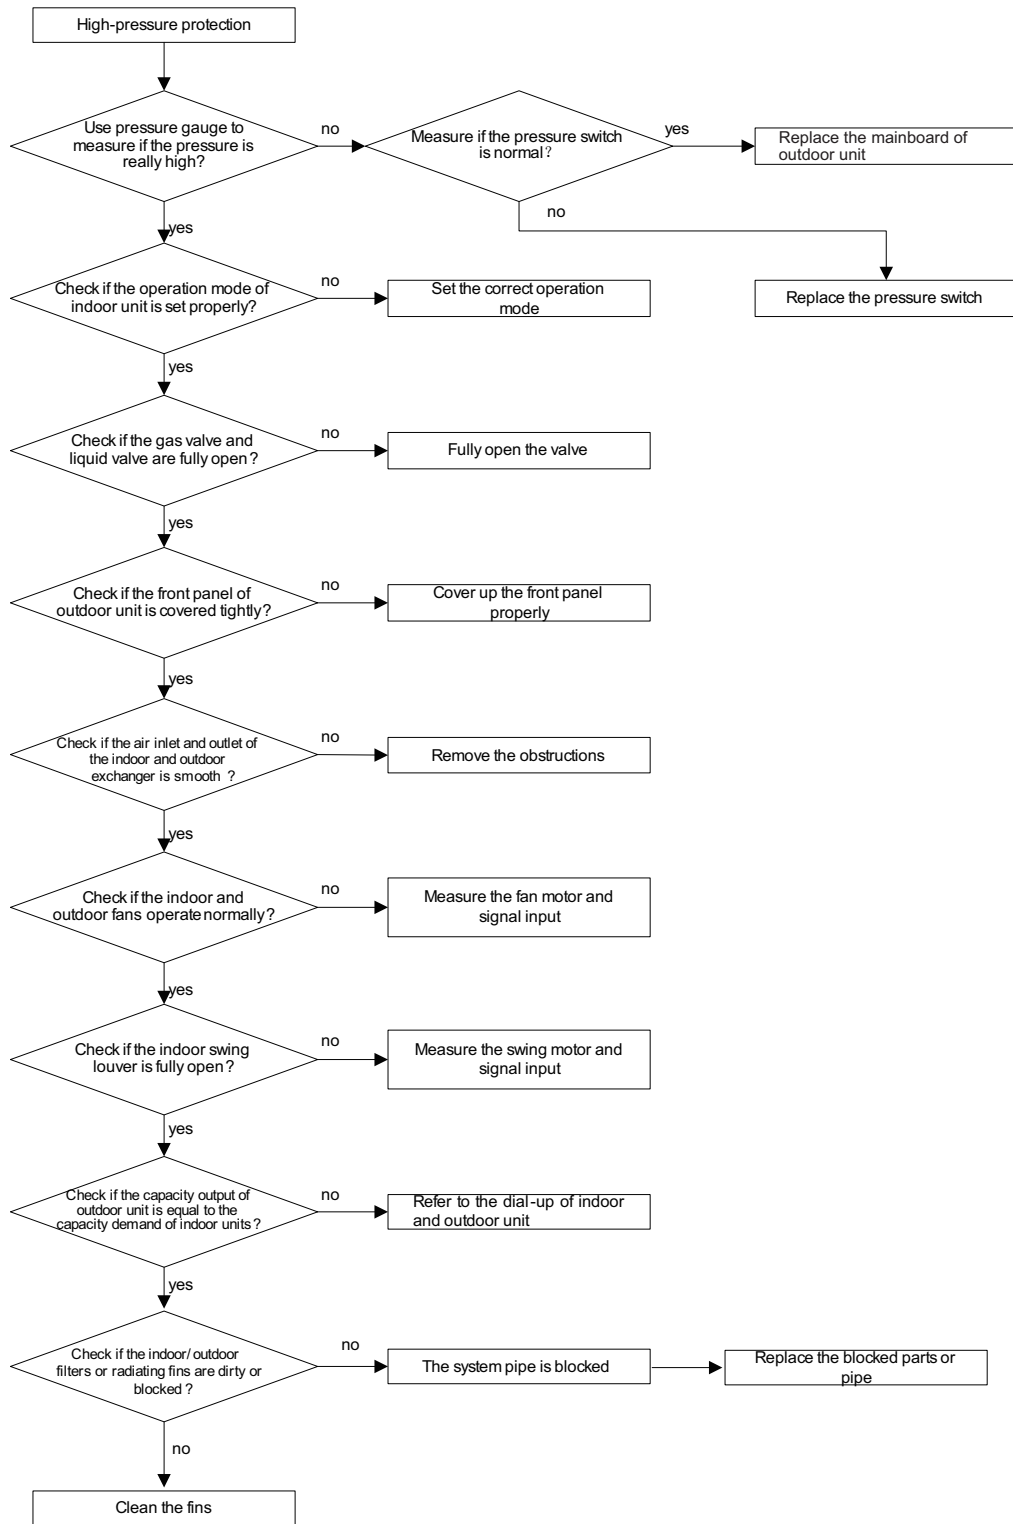 High-pressure protection
Use pressure gauge to
measure if the pressure is
really high?
no
Measure if the pressure switch
is normal?
yes
Replace the mainboard of
outdoor unit
no
yes
Check if the operation mode of
indoor unit is set properly?
no
Set the correct operation
mode
Replace the pressure switch
yes
Check if the gas valve and
liquid valve are fully open?
no
Fully open the valve
yes
Check if the front panel of
outdoor unit is covered tightly?
no
Cover up the front panel
properly
yes
Check if the air inlet and outlet of
the indoor and outdoor
exchanger is smooth ?
no
Remove the obstructions
yes
Check if the indoor and
outdoor fans operate normally?
no
Measure the fan motor and
signal input
yes
Check if the indoor swing
louver is fully open?
no
Measure the swing motor and
signal input
yes
Check if the capacity output of
outdoor unit is equal to the
capacity demand of indoor units?
no
Refer to the dial-up of indoor
and outdoor unit
yes
Check if the indoor/outdoor
filters or radiating fins are dirty or
blocked?
no
The system pipe is blocked
Replace the blocked parts or
pipe
no
Clean the fins